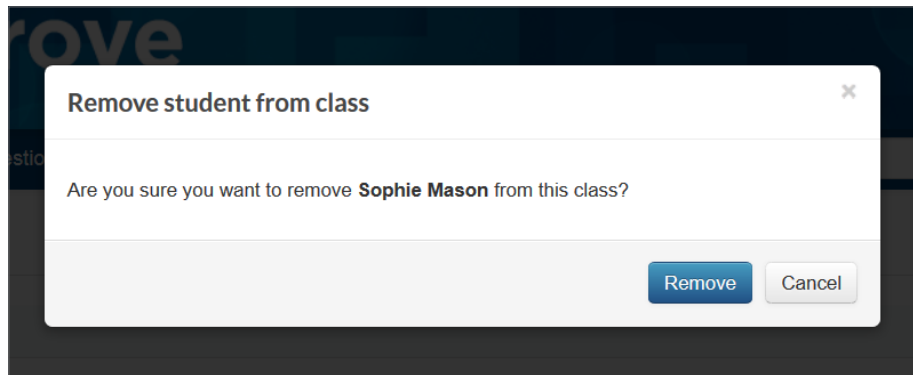 rove
Remove student from class
×
estio
Are you sure you want to remove Sophie Mason from this class?
Remove
Cancel